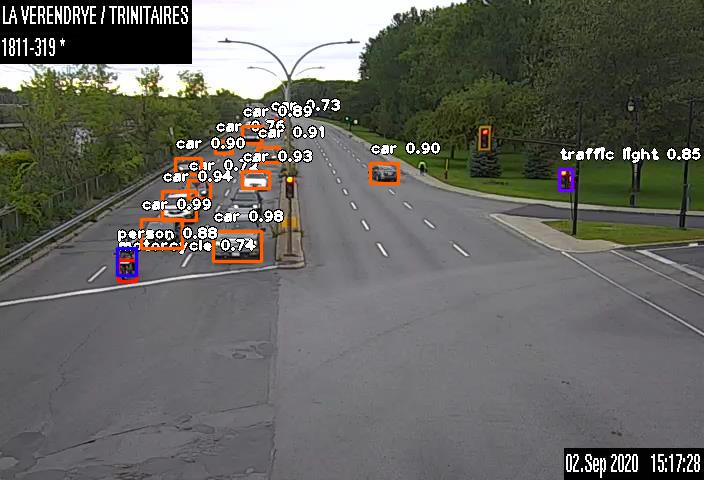 LA VERENDRYE / TRINITAIRES
1811-319 *
car 0.73
car 0.89
car 0.76
car 0.91
car 0.90
car 0.90
car 0.93
traffic light 0.85
car 0.94
car 0.99
car 0.98
person 0.88
motorcycle 0.74
02.Sep 2020 15:17:28